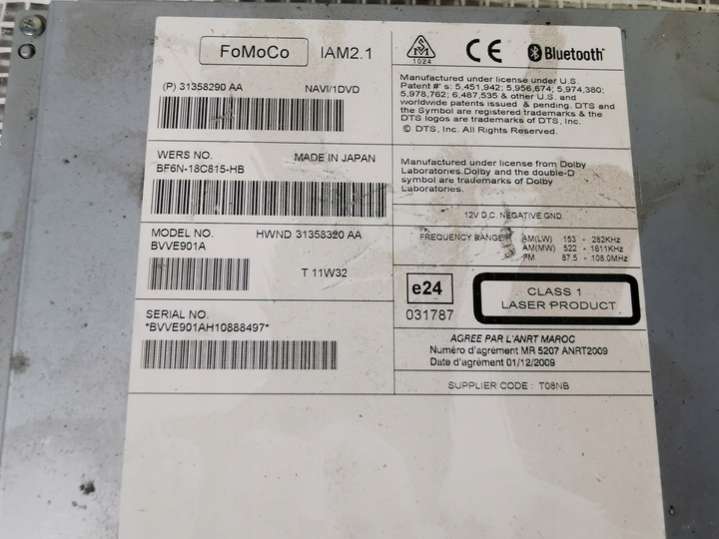 FoMoCo IAM2.1
(P) 31358290 AA NAVI/1DVD
WERS NO. MADE IN JAPAN
BF6N-18C815-HB
MODEL NO. HWND 31358320 AA
BVVE901A
T 11W32
SERIAL NO.
*BVVE901AH10888497*
1024
CE Bluetooth
Manufactured under license under U.S.
Patent #' s: 5,451,942; 5,956,674; 5,974,380;
5,978,762; 6,487,535 & other U.S. and
worldwide patents issued & pending. DTS and
the Symbol are registered trademarks & the
DTS logos are trademarks of DTS, Inc.
© DTS, Inc. All Rights Reserved.
Manufactured under license from Dolby
Laboratories.Dolby and the double-D
symbol are trademarks of Dolby
Laboratories.
12V D.C. NEGATIVE GND
FREQUENCY RANGE AM(LW) 153 - 282KHz
AM(MW) 522 - 1611KHz
FM 87.5 - 108.0MHz
e24
031787
CLASS 1
LASER PRODUCT
AGREE PAR L'ANRT MAROC
Numéro d'agrément MR 5207 ANRT2009
Date d'agrément 01/12/2009
SUPPLIER CODE : T08NB